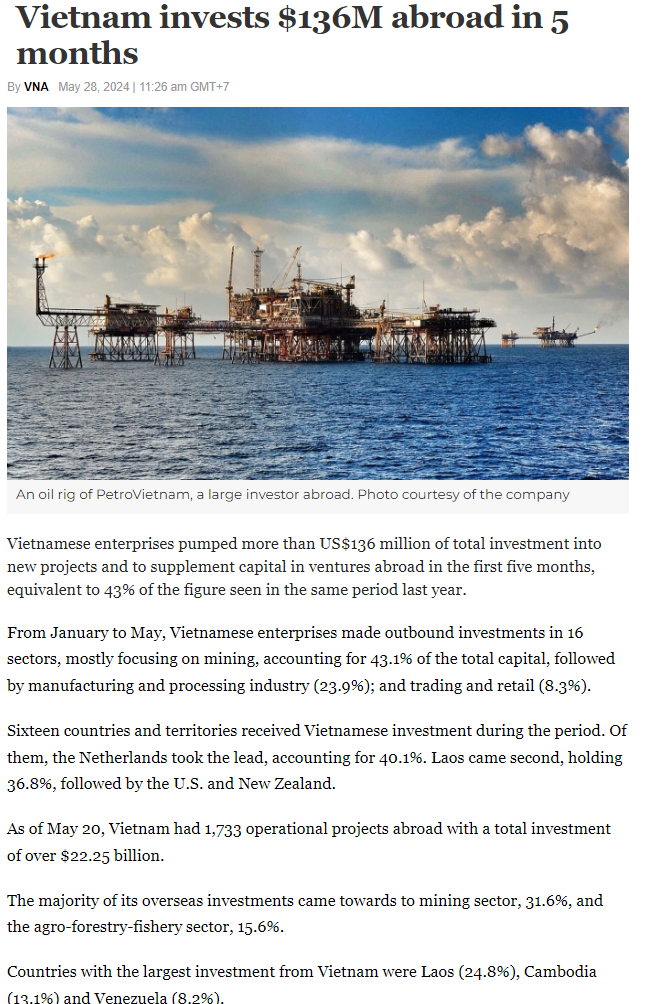 Vietnam invests $136M abroad in 5
months
By VNA May 28, 2024 | 11:26 am GMT+7
An oil rig of PetroVietnam, a large investor abroad. Photo courtesy of the company
Vietnamese enterprises pumped more than US$136 million of total investment into
new projects and to supplement capital in ventures abroad in the first five months,
equivalent to 43% of the figure seen in the same period last year.
From January to May, Vietnamese enterprises made outbound investments in 16
sectors, mostly focusing on mining, accounting for 43.1% of the total capital, followed
by manufacturing and processing industry (23.9%); and trading and retail (8.3%).
Sixteen countries and territories received Vietnamese investment during the period. Of
them, the Netherlands took the lead, accounting for 40.1%. Laos came second, holding
36.8%, followed by the U.S. and New Zealand.
As of May 20, Vietnam had 1,733 operational projects abroad with a total investment
of over $22.25 billion.
The majority of its overseas investments came towards to mining sector, 31.6%, and
the agro-forestry-fishery sector, 15.6%.
Countries with the largest investment from Vietnam were Laos (24.8%), Cambodia
(13.1%) and Venezuela (8.2%).